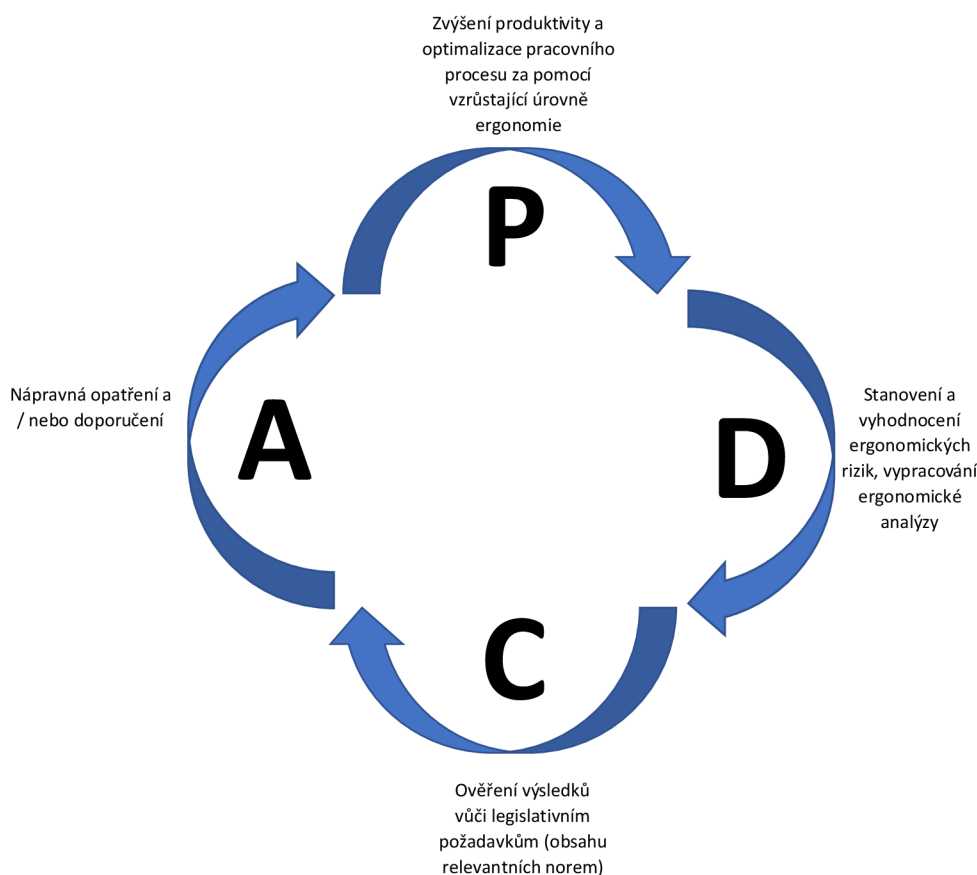 Zvýšení produktivity a
optimalizace pracovního
procesu za pomocí
vzrůstající úrovně
ergonomie
P
Nápravná opatření a
/ nebo doporučení
A
D
Stanovení a
vyhodnocení
ergonomických
rizik, vypracování
ergonomické
analýzy
C
Ověření výsledků
vůči legislativním
požadavkům (obsahu
relevantních norem)